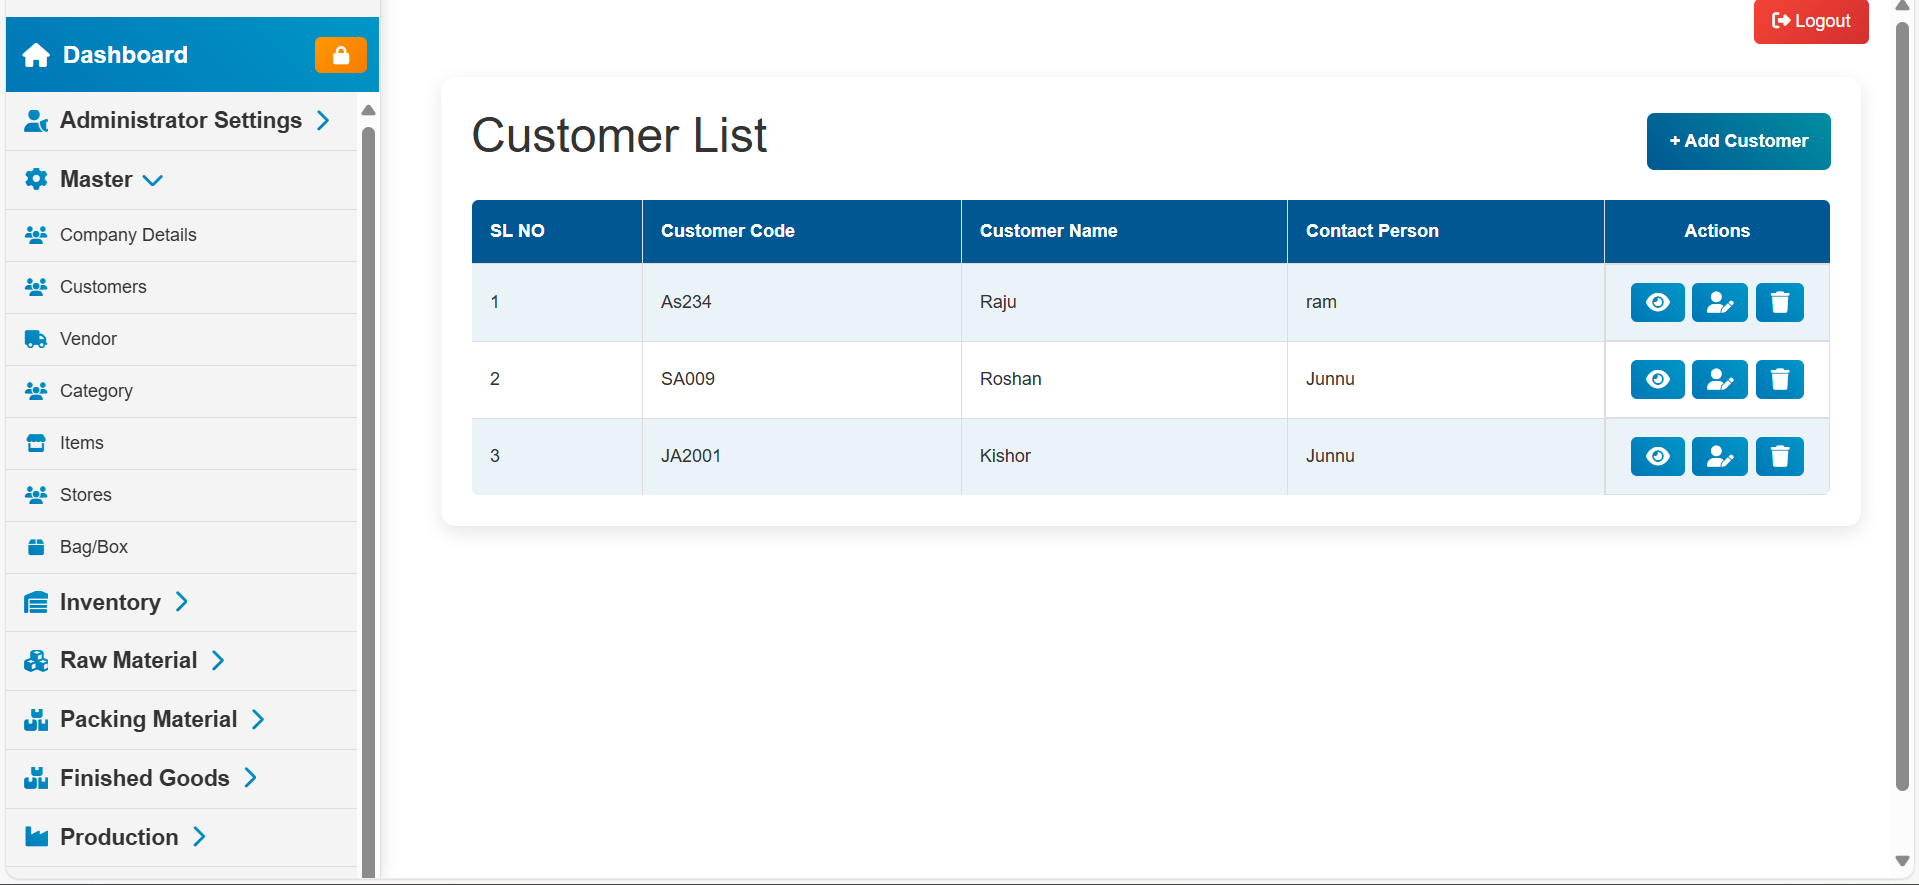 Logout
Dashboard
Administrator Settings
Master
Company Details
Customers
Vendor
Category
Items
Stores
Bag/Box
Inventory
Raw Material
Packing Material
Finished Goods
Production
Customer List
+ Add Customer
SL NO Customer Code Customer Name Contact Person Actions
1 As234 Raju ram
2 SA009 Roshan Junnu
3 JA2001 Kishor Junnu